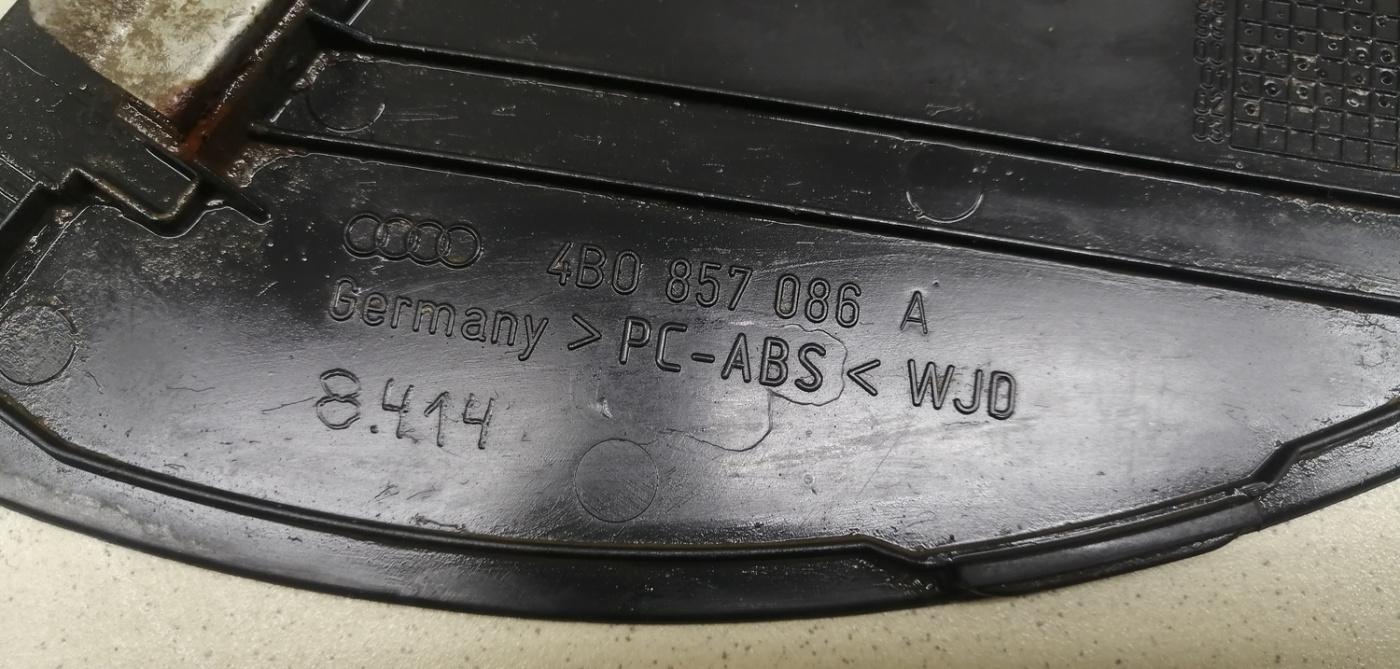 4B0 857 086 A
Germany > PC-ABS < WJD
8.414